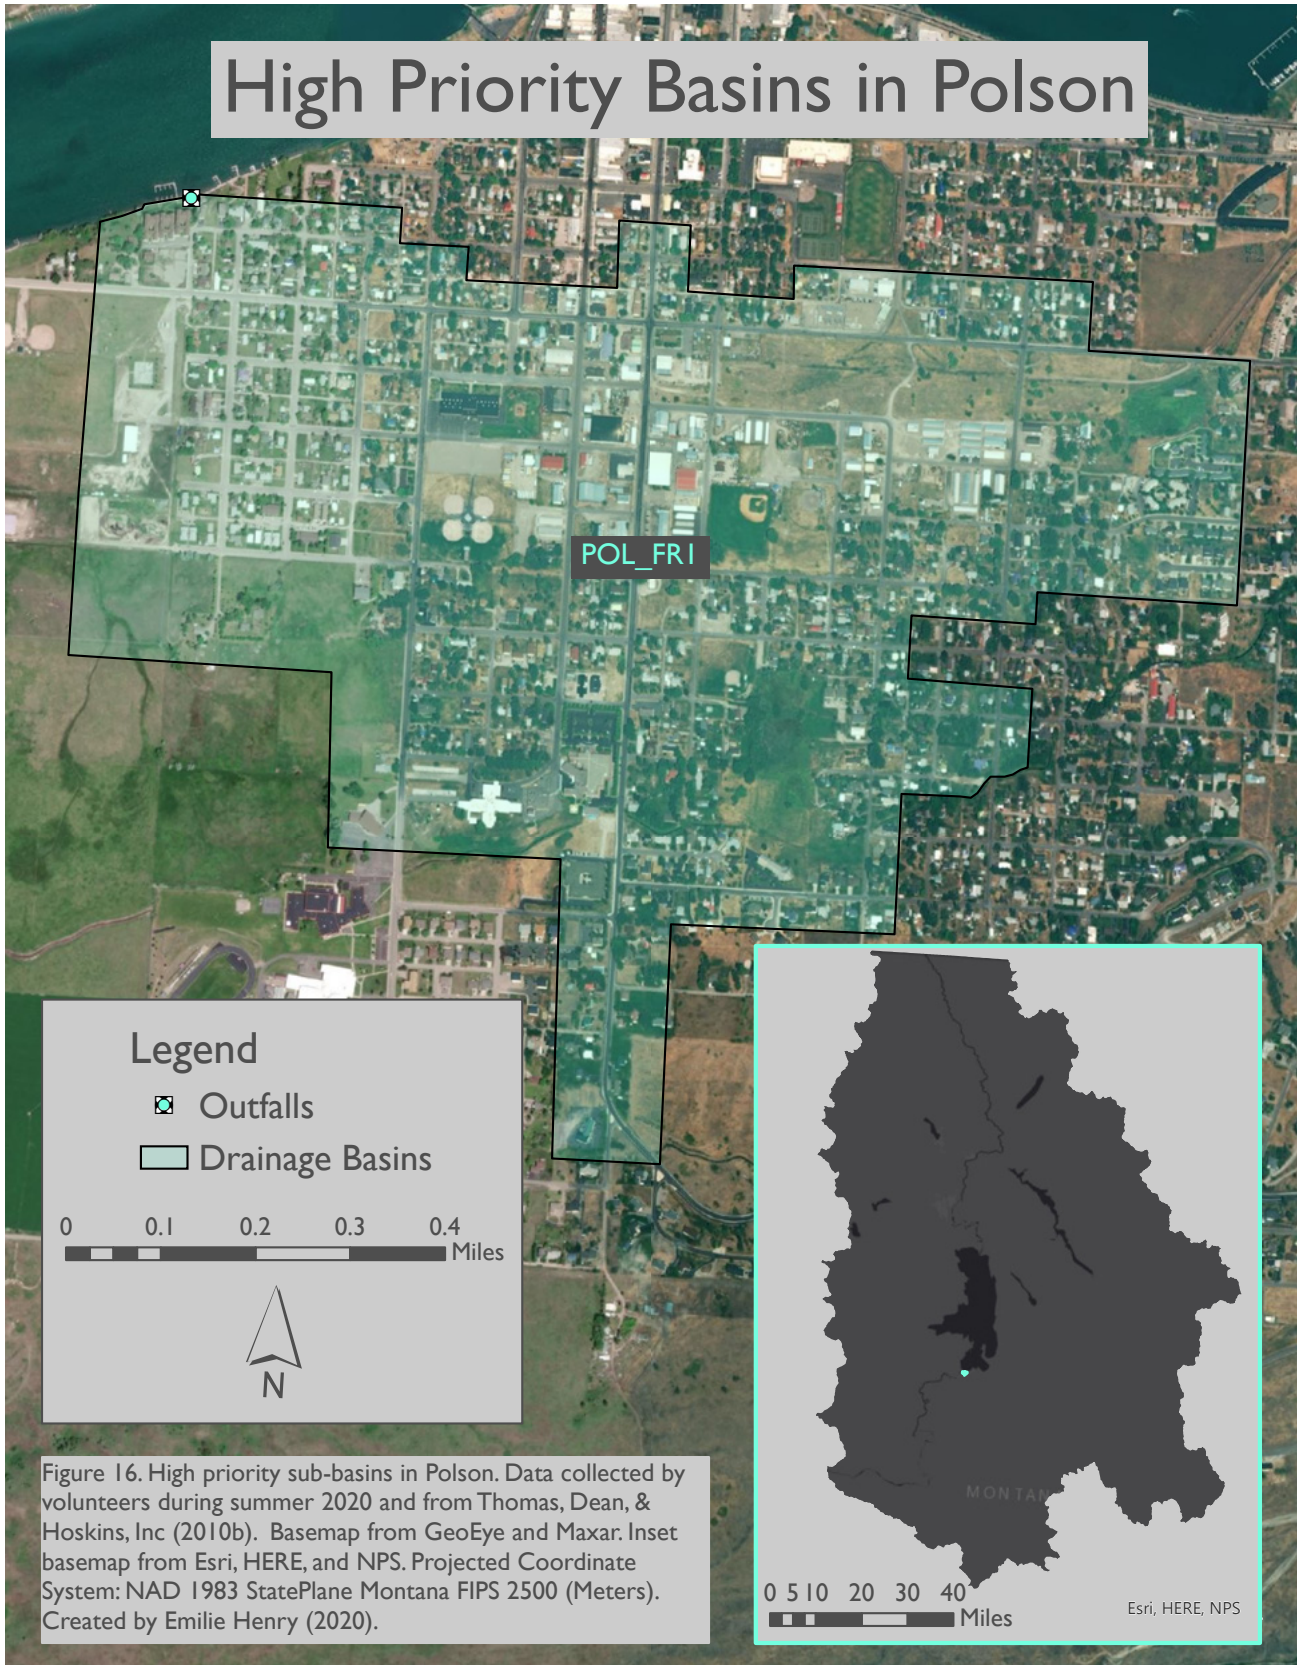 High Priority Basins in Polson
POL_FR1
Legend
Outfalls
Drainage Basins
0 0.1 0.2 0.3 0.4
Miles
N
Figure 16. High priority sub-basins in Polson. Data collected by
volunteers during summer 2020 and from Thomas, Dean, &
Hoskins, Inc (2010b). Basemap from GeoEye and Maxar. Inset
basemap from Esri, HERE, and NPS. Projected Coordinate
System: NAD 1983 StatePlane Montana FIPS 2500 (Meters).
Created by Emilie Henry (2020).
MONTAN
0 5 10 20 30 40
Miles
Esri, HERE, NPS